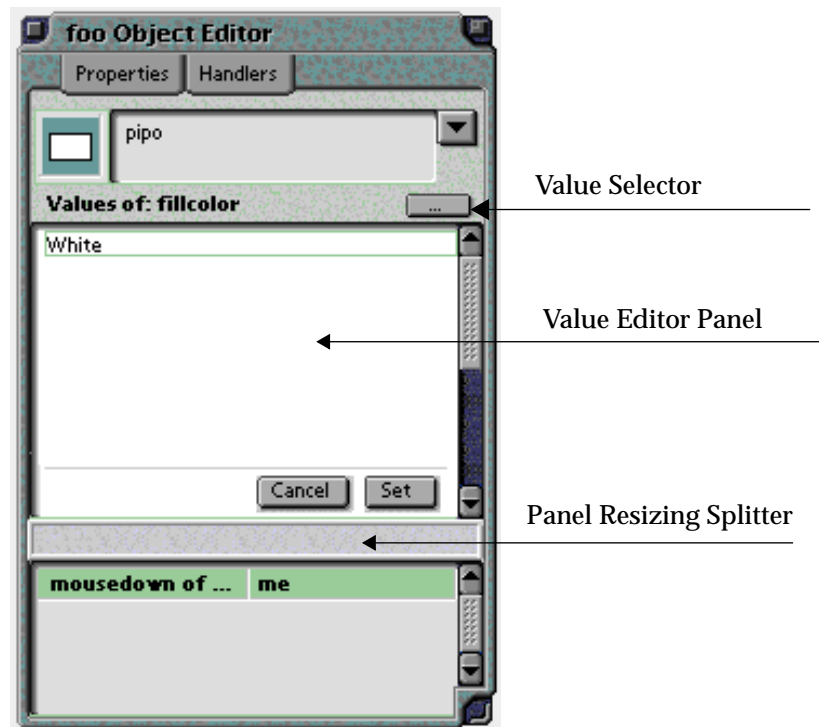 foo Object Editor
Properties Handlers
pipo
Values of: fillcolor ...
Value Selector
White
Value Editor Panel
Cancel Set
Panel Resizing Splitter
mousedown of ... me